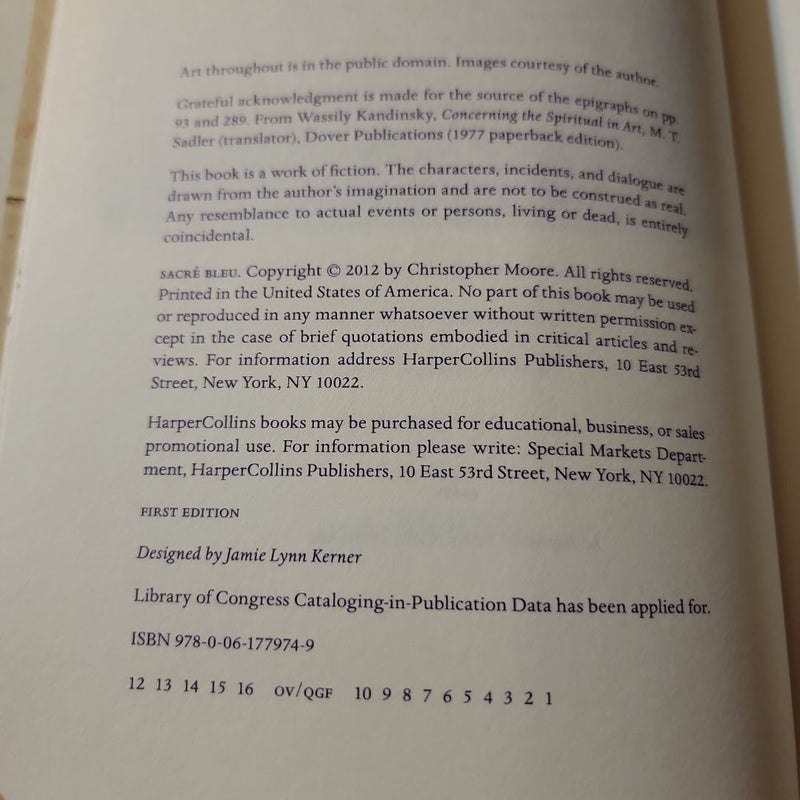 Art throughout is in the public domain. Images courtesy of the author.
Grateful acknowledgment is made for the source of the epigraphs on pp.
93 and 289. From Wassily Kandinsky, Concerning the Spiritual in Art, M. T.
Sadler (translator), Dover Publications (1977 paperback edition).
This book is a work of fiction. The characters, incidents, and dialogue are
drawn from the author's imagination and are not to be construed as real.
Any resemblance to actual events or persons, living or dead, is entirely
coincidental.
SACRÉ BLEU. Copyright © 2012 by Christopher Moore. All rights reserved.
Printed in the United States of America. No part of this book may be used
or reproduced in any manner whatsoever without written permission ex-
cept in the case of brief quotations embodied in critical articles and re-
views. For information address HarperCollins Publishers, 10 East 53rd
Street, New York, NY 10022.
HarperCollins books may be purchased for educational, business, or sales
promotional use. For information please write: Special Markets Depart-
ment, HarperCollins Publishers, 10 East 53rd Street, New York, NY 10022.
FIRST EDITION
Designed by Jamie Lynn Kerner
Library of Congress Cataloging-in-Publication Data has been applied for.
ISBN 978-0-06-177974-9
12 13 14 15 16 OV/QGF 10 9 8 7 6 5 4 3 2 1